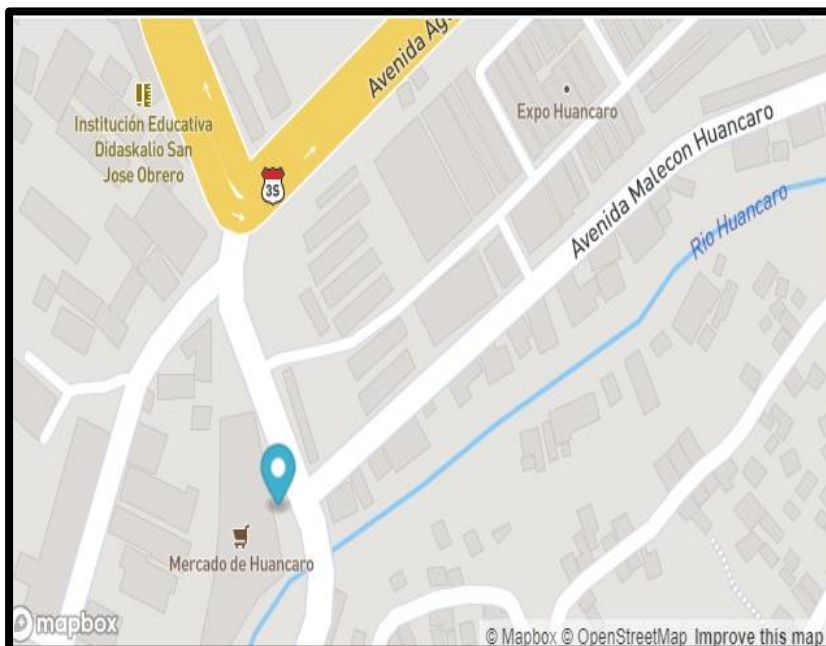 Avenida Ag
Expo Huancaro
Institución Educativa
Didaskalio San
Jose Obrero
3S
Avenida Malecon Huancaro
Rio Huancaro
Mercado de Huancaro
mapbox
© Mapbox © OpenStreetMap Improve this map